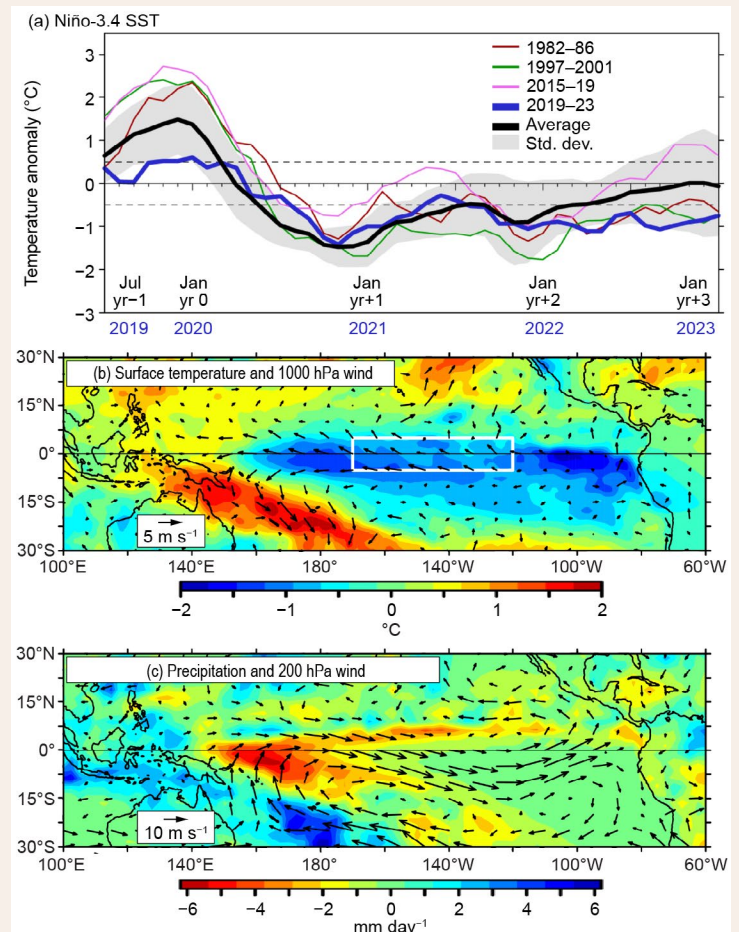 (a) Niño-3.4 SST
3
2
1
0
−1
−2
−3
Temperature anomaly (°C)
1982–86
1997–2001
2015–19
2019–23
Average
Std. dev.
Jul Jan Jan Jan Jan
yr−1 yr 0 yr+1 yr+2 yr+3
2019 2020 2021 2022 2023
(b) Surface temperature and 1000 hPa wind
30°N
15°N
0°
15°S
30°S
5 m s⁻¹
100°E 140°E 180° 140°W 100°W 60°W
−2 −1 0 1 2
°C
(c) Precipitation and 200 hPa wind
30°N
15°N
0°
15°S
30°S
10 m s⁻¹
100°E 140°E 180° 140°W 100°W 60°W
−6 −4 −2 0 2 4 6
mm day⁻¹